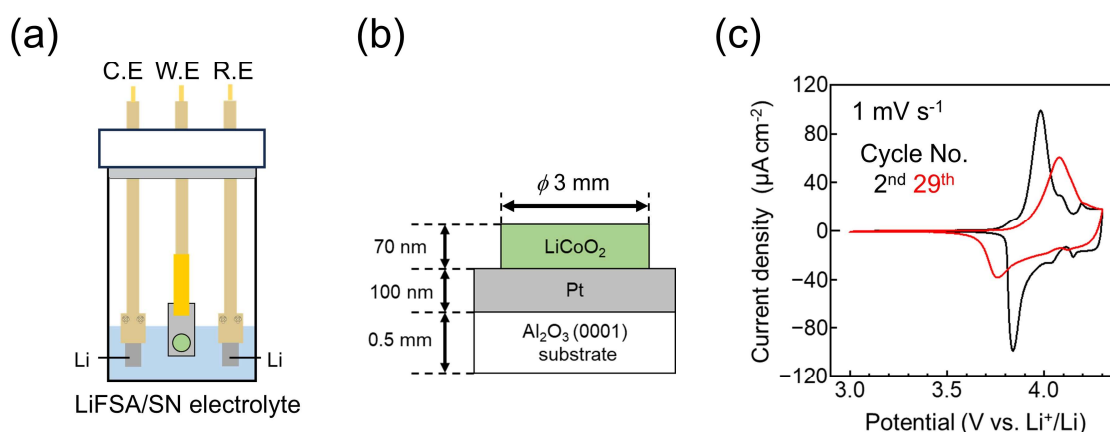 (a)
C.E W.E R.E
Li
Li
LiFSA/SN electrolyte
(b)
ϕ 3 mm
70 nm
LiCoO₂
100 nm
Pt
0.5 mm
Al₂O₃ (0001)
substrate
(c)
Current density (μA cm⁻²)
120
80
40
0
−40
−80
−120
1 mV s⁻¹
Cycle No.
2ⁿᵈ 29ᵗʰ
3.0 3.5 4.0
Potential (V vs. Li⁺/Li)